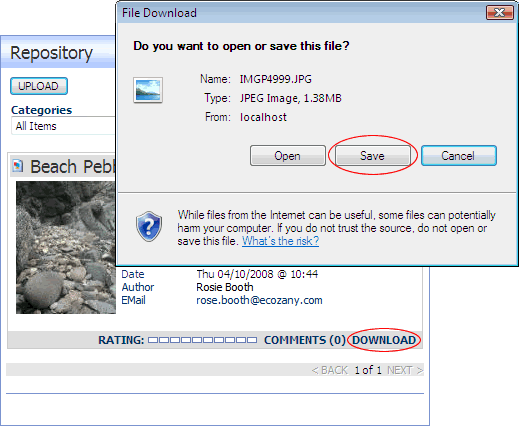 File Download
Do you want to open or save this file?
Name: IMGP4999.JPG
Type: JPEG Image, 1.38MB
From: localhost
Open Save Cancel
While files from the Internet can be useful, some files can potentially
harm your computer. If you do not trust the source, do not open or
save this file. What's the risk?
Repository
UPLOAD
Categories
All Items
Beach Pebb
Date Thu 04/10/2008 @ 10:44
Author Rosie Booth
EMail rose.booth@ecozany.com
RATING: COMMENTS (0) DOWNLOAD
< BACK 1 of 1 NEXT >